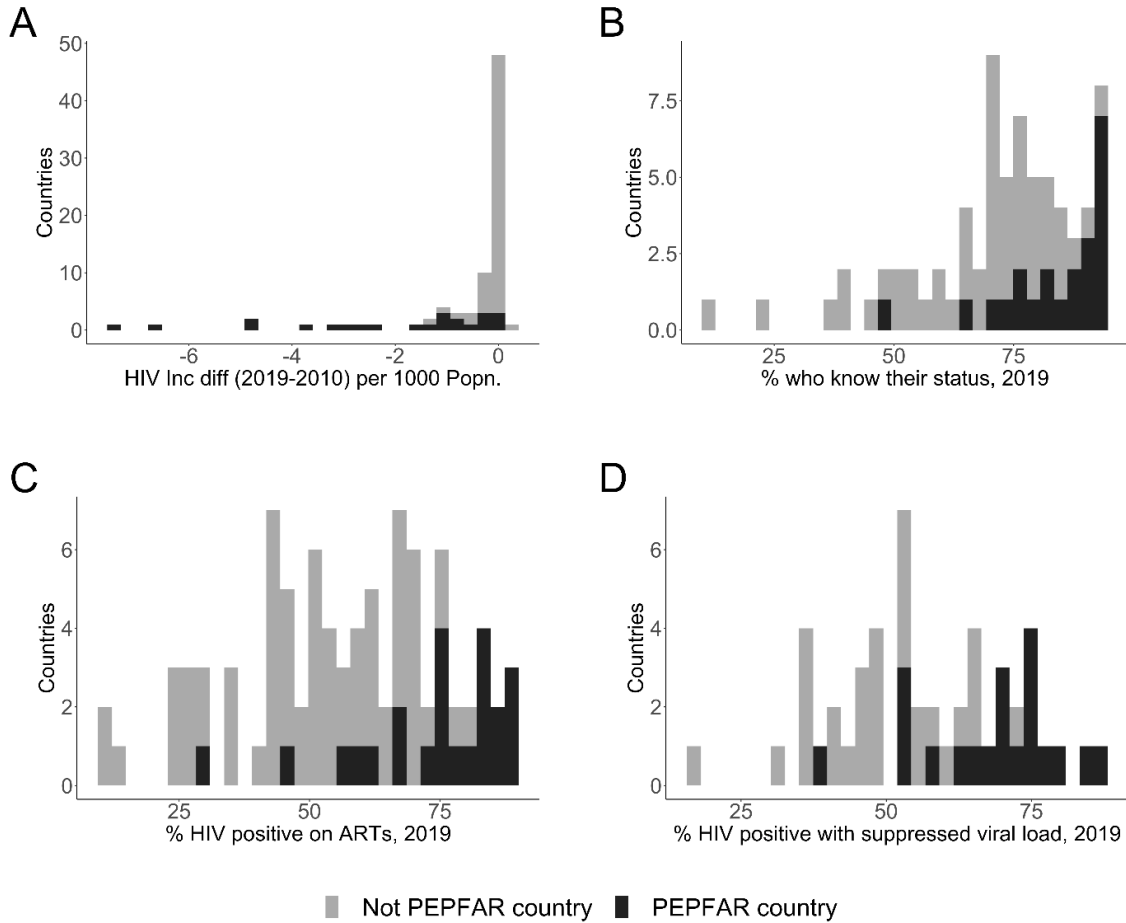 A
50
40
30
20
10
0
Countries
-6 -4 -2 0
HIV Inc diff (2019-2010) per 1000 Popn.
B
7.5
5.0
2.5
0.0
Countries
25 50 75
% who know their status, 2019
C
6
4
2
0
Countries
25 50 75
% HIV positive on ARTs, 2019
D
6
4
2
0
Countries
25 50 75
% HIV positive with suppressed viral load, 2019
Not PEPFAR country PEPFAR country